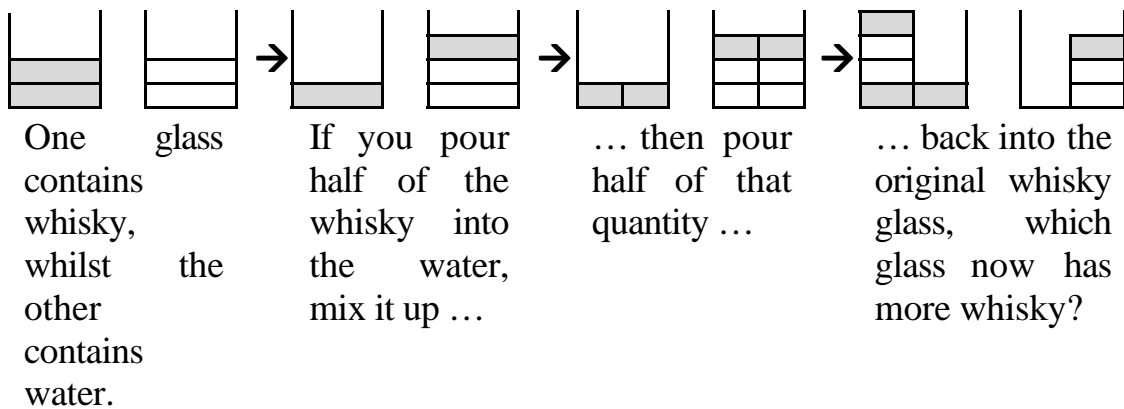 One glass
contains
whisky,
whilst the
other
contains
water.
If you pour
half of the
whisky into
the water,
mix it up …
… then pour
half of that
quantity …
… back into the
original whisky
glass, which
glass now has
more whisky?